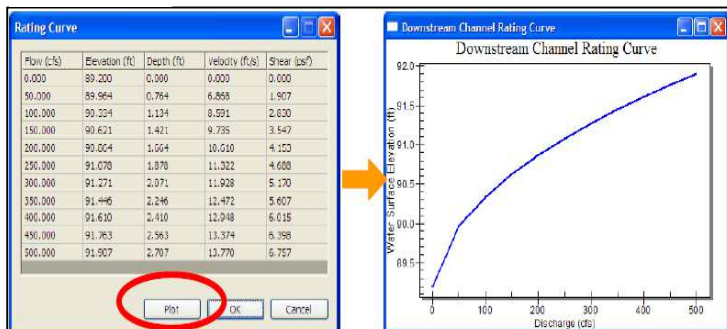 Rating Curve
Flow (cfs) Elevation (ft) Depth (ft) Velocity (ft/s) Shear (psf)
0.000 89.200 0.000 0.000 0.000
50.000 89.964 0.764 6.868 1.907
100.000 90.334 1.134 8.591 2.830
150.000 90.621 1.421 9.735 3.547
200.000 90.864 1.664 10.610 4.153
250.000 91.078 1.878 11.322 4.688
300.000 91.271 2.071 11.928 5.170
350.000 91.446 2.246 12.472 5.607
400.000 91.610 2.410 12.948 6.015
450.000 91.763 2.563 13.374 6.398
500.000 91.907 2.707 13.770 6.757
Plot OK Cancel
Downstream Channel Rating Curve
Downstream Channel Rating Curve
Water Surface Elevation (ft)
92.0
91.5
91.0
90.5
90.0
89.5
0 100 200 300 400 500
Discharge (cfs)